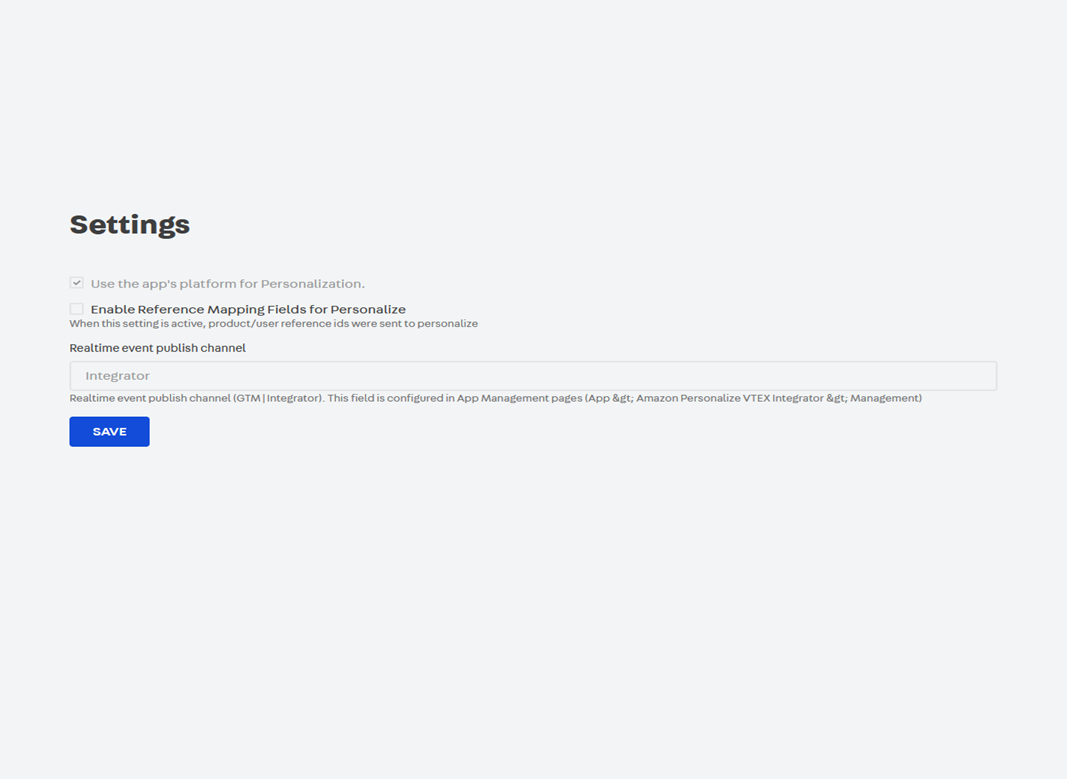 Settings
Use the app's platform for Personalization.
Enable Reference Mapping Fields for Personalize
When this setting is active, product/user reference ids were sent to personalize
Realtime event publish channel
Integrator
Realtime event publish channel (GTM | Integrator). This field is configured in App Management pages (App &gt; Amazon Personalize VTEX Integrator &gt; Management)
SAVE